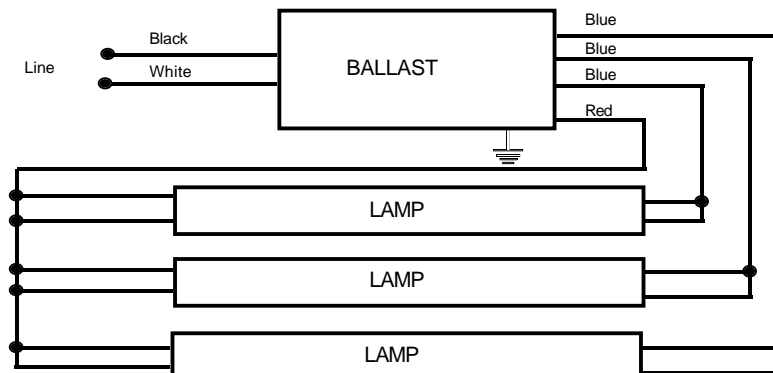 Blue
Black
Blue
Line
BALLAST
White
Blue
Red
LAMP
LAMP
LAMP